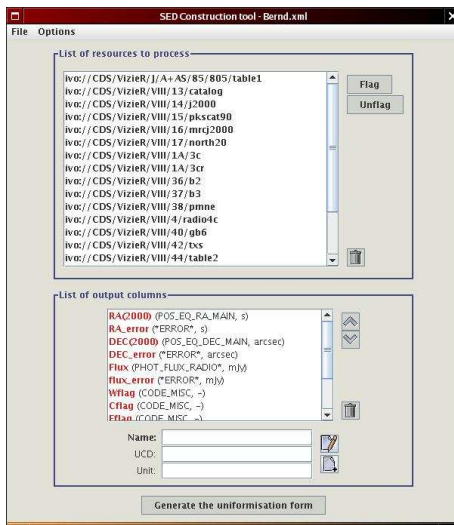 SED Construction tool - Bernd.xml
File Options
List of resources to process
ivo://CDS/VizieR/J/A+AS/85/805/table1
ivo://CDS/VizieR/VIII/13/catalog
ivo://CDS/VizieR/VIII/14/j2000
ivo://CDS/VizieR/VIII/15/pkscat90
ivo://CDS/VizieR/VIII/16/mrcj2000
ivo://CDS/VizieR/VIII/17/north20
ivo://CDS/VizieR/VIII/1A/3c
ivo://CDS/VizieR/VIII/1A/3cr
ivo://CDS/VizieR/VIII/36/b2
ivo://CDS/VizieR/VIII/37/b3
ivo://CDS/VizieR/VIII/38/pmne
ivo://CDS/VizieR/VIII/4/radio4c
ivo://CDS/VizieR/VIII/40/gb6
ivo://CDS/VizieR/VIII/42/txs
ivo://CDS/VizieR/VIII/44/table2
Flag
Unflag
List of output columns
RA(2000) (POS_EQ_RA_MAIN, s)
RA_error (*ERROR*, s)
DEC(2000) (POS_EQ_DEC_MAIN, arcsec)
DEC_error (*ERROR*, arcsec)
Flux (PHOT_FLUX_RADIO*, mJy)
flux_error (*ERROR*, mJy)
Wflag (CODE_MISC, -)
Cflag (CODE_MISC, -)
Eflag (CODE_MISC, -)
Name:
UCD:
Unit:
Generate the uniformisation form